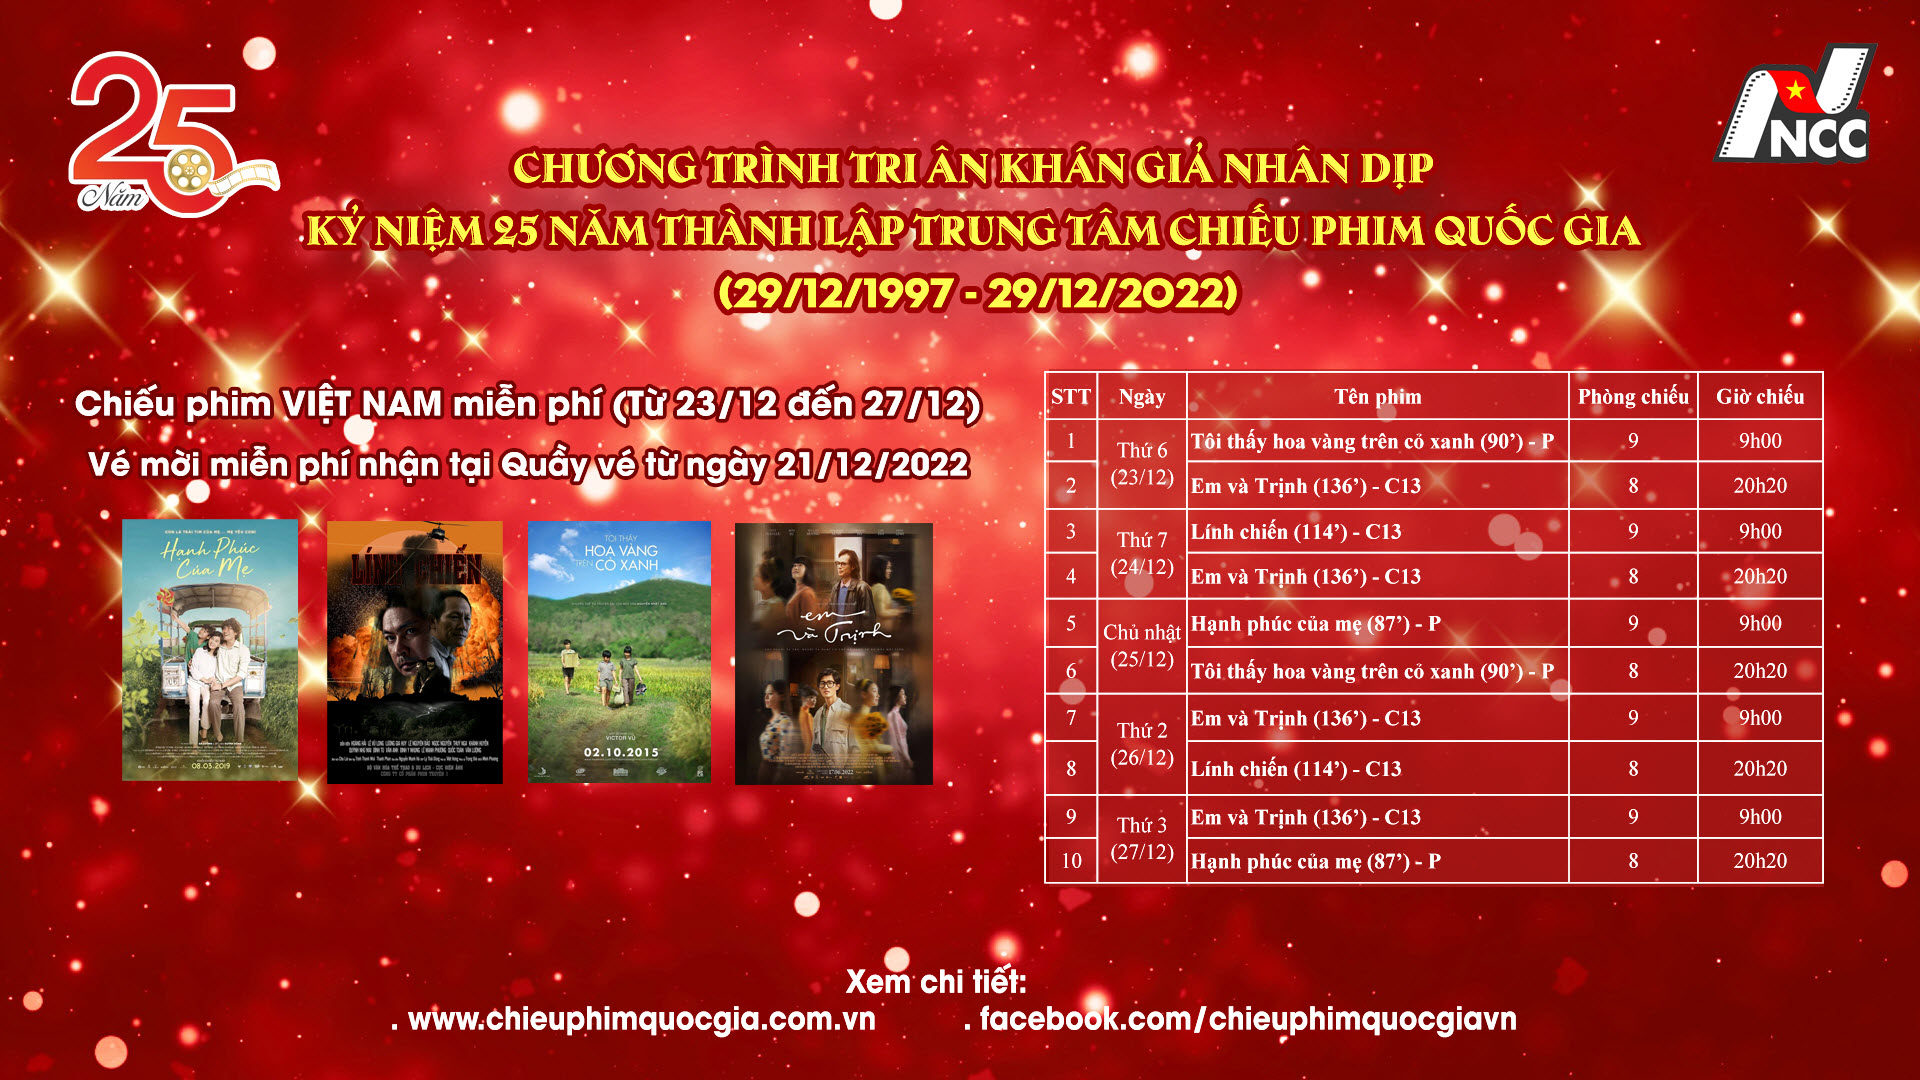 25
Năm
NCC
CHƯƠNG TRÌNH TRI ÂN KHÁN GIẢ NHÂN DỊP
KỶ NIỆM 25 NĂM THÀNH LẬP TRUNG TÂM CHIẾU PHIM QUỐC GIA
(29/12/1997 - 29/12/2022)
Chiếu phim VIỆT NAM miễn phí (Từ 23/12 đến 27/12)
Vé mời miễn phí nhận tại Quầy vé từ ngày 21/12/2022
Hạnh Phúc
Của Mẹ
08.03.2019
LÍNH CHIẾN
TÔI THẤY
HOA VÀNG
TRÊN CỎ XANH
VICTOR VŨ
02.10.2015
em
và Trịnh
17.06.2022
STT Ngày Tên phim Phòng chiếu Giờ chiếu
1 Thứ 6 (23/12) Tôi thấy hoa vàng trên cỏ xanh (90’) - P 9 9h00
2 Em và Trịnh (136’) - C13 8 20h20
3 Thứ 7 (24/12) Lính chiến (114’) - C13 9 9h00
4 Em và Trịnh (136’) - C13 8 20h20
5 Chủ nhật (25/12) Hạnh phúc của mẹ (87’) - P 9 9h00
6 Tôi thấy hoa vàng trên cỏ xanh (90’) - P 8 20h20
7 Thứ 2 (26/12) Em và Trịnh (136’) - C13 9 9h00
8 Lính chiến (114’) - C13 8 20h20
9 Thứ 3 (27/12) Em và Trịnh (136’) - C13 9 9h00
10 Hạnh phúc của mẹ (87’) - P 8 20h20
Xem chi tiết:
. www.chieuphimquocgia.com.vn . facebook.com/chieuphimquocgiavn